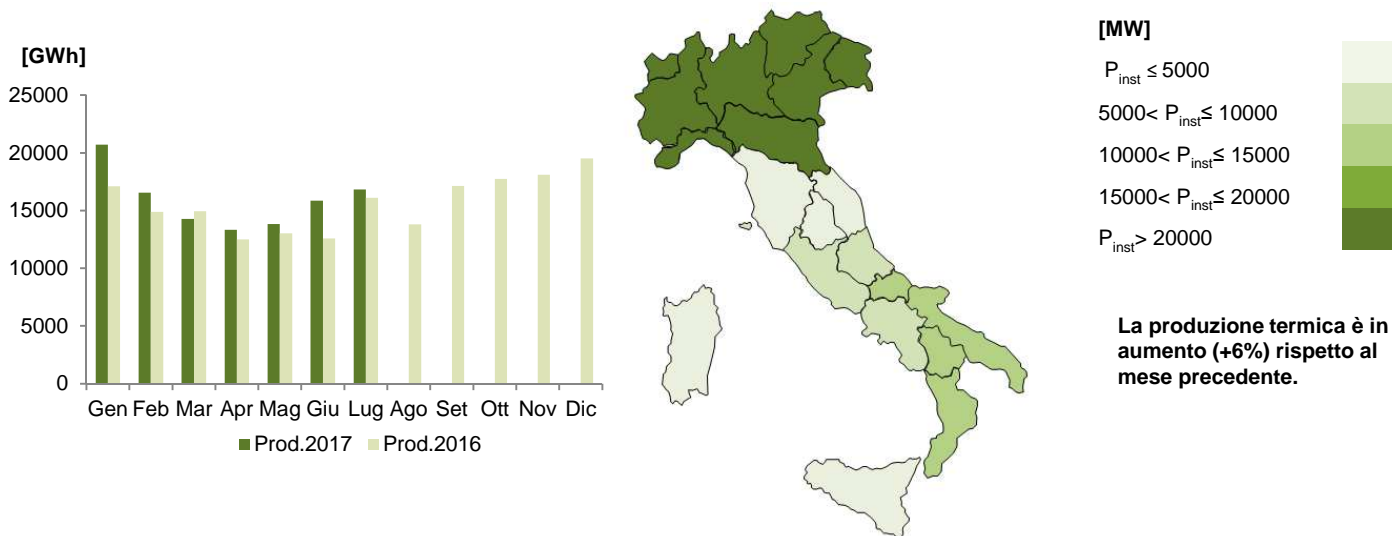 [GWh]
25000
20000
15000
10000
5000
0
Gen Feb Mar Apr Mag Giu Lug Ago Set Ott Nov Dic
Prod.2017 Prod.2016
[MW]
Pinst ≤ 5000
5000< Pinst≤ 10000
10000< Pinst≤ 15000
15000< Pinst≤ 20000
Pinst> 20000
La produzione termica è in
aumento (+6%) rispetto al
mese precedente.